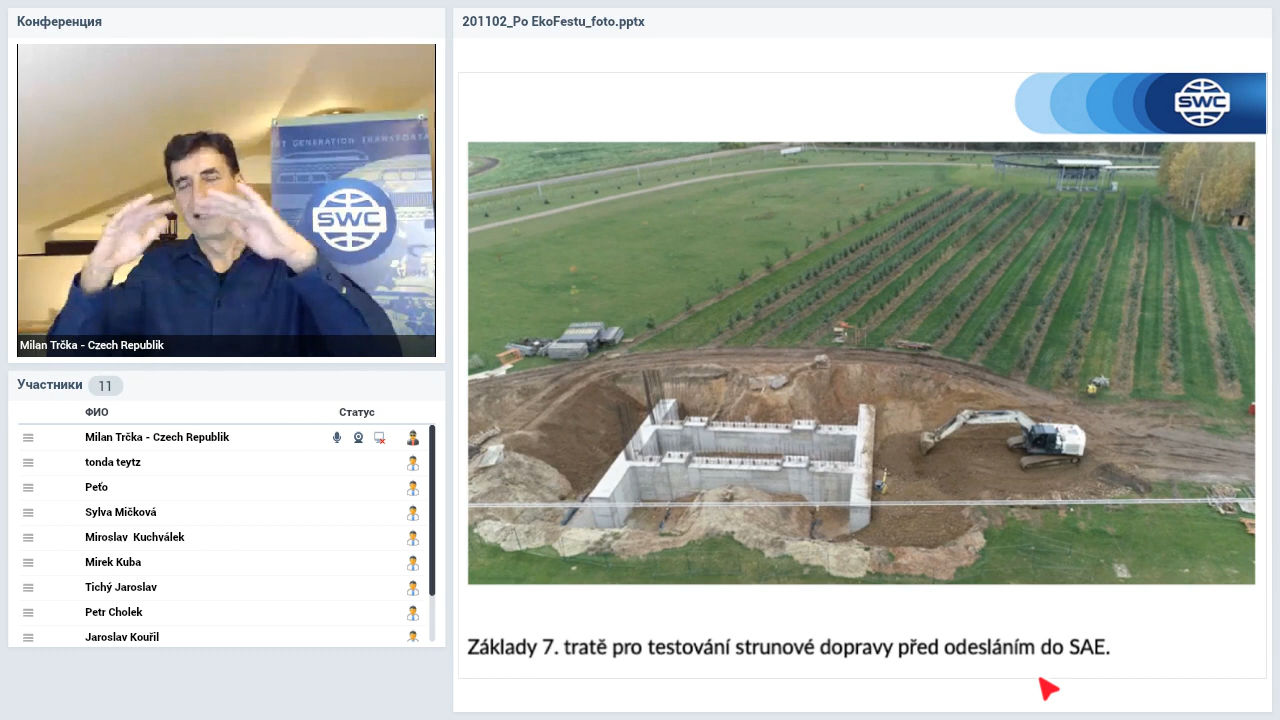 Конференция
SWC
Milan Trčka - Czech Republik
Участники 11
ФИО Статус
Milan Trčka - Czech Republik
tonda teytz
Peťo
Sylva Mičková
Miroslav Kuchválek
Mirek Kuba
Tichý Jaroslav
Petr Cholek
Jaroslav Kouřil
201102_Po EkoFestu_foto.pptx
SWC
Základy 7. tratě pro testování strunové dopravy před odesláním do SAE.